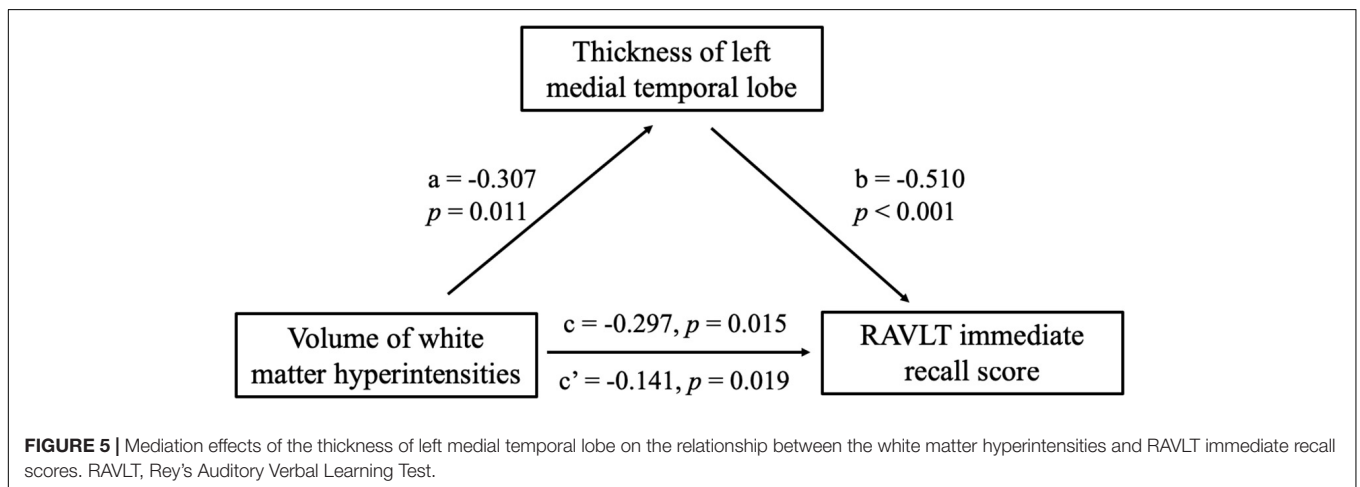 Thickness of left
medial temporal lobe
a = -0.307
p = 0.011
b = -0.510
p < 0.001
Volume of white
matter hyperintensities
c = -0.297, p = 0.015
c’ = -0.141, p = 0.019
RAVLT immediate
recall score
FIGURE 5 | Mediation effects of the thickness of left medial temporal lobe on the relationship between the white matter hyperintensities and RAVLT immediate recall
scores. RAVLT, Rey’s Auditory Verbal Learning Test.